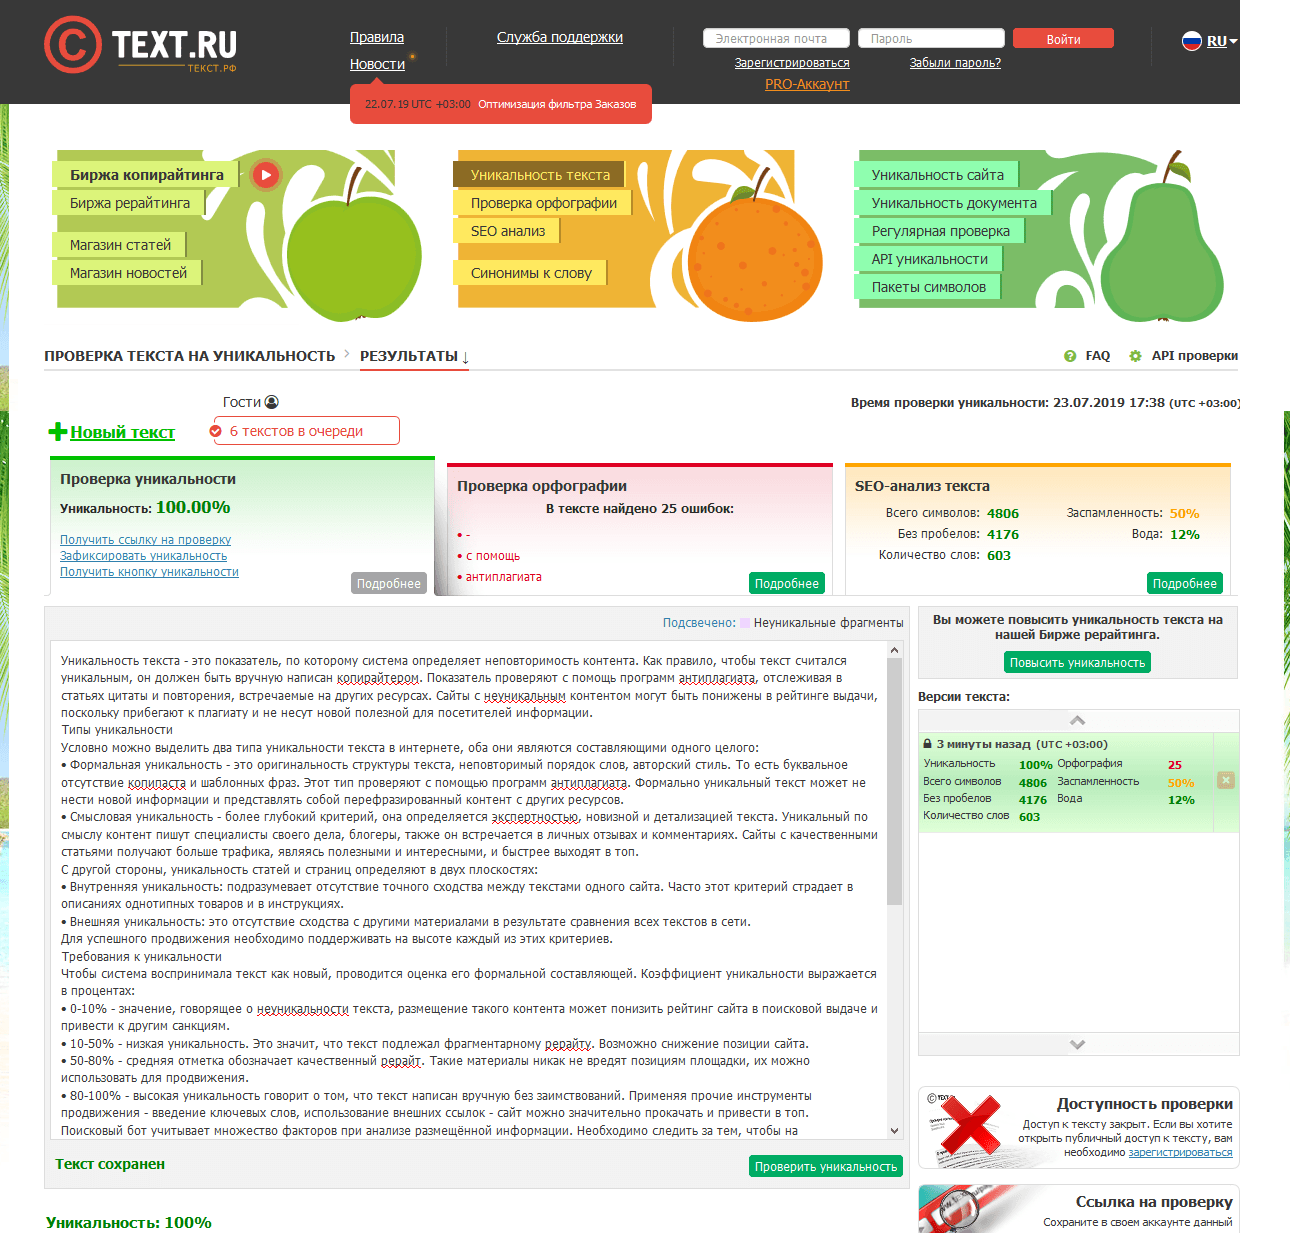 TEXT.RU
ТЕКСТ.РФ
Правила
Новости
22.07.19 UTC +03:00 Оптимизация фильтра Заказов
Служба поддержки
Электронная почта
Пароль
Войти
Зарегистрироваться
Забыли пароль?
PRO-Аккаунт
RU
Биржа копирайтинга
Биржа рерайтинга
Магазин статей
Магазин новостей
Уникальность текста
Проверка орфографии
SEO анализ
Синонимы к слову
Уникальность сайта
Уникальность документа
Регулярная проверка
API уникальности
Пакеты символов
ПРОВЕРКА ТЕКСТА НА УНИКАЛЬНОСТЬ
РЕЗУЛЬТАТЫ ↓
FAQ
API проверки
Гости
Время проверки уникальности: 23.07.2019 17:38 (UTC +03:00)
Новый текст
6 текстов в очереди
Проверка уникальности
Уникальность: 100.00%
Получить ссылку на проверку
Зафиксировать уникальность
Получить кнопку уникальности
Подробнее
Проверка орфографии
В тексте найдено 25 ошибок:
• -
• с помощь
• антиплагиата
Подробнее
SEO-анализ текста
Всего символов: 4806 Заспамленность: 50%
Без пробелов: 4176 Вода: 12%
Количество слов: 603
Подробнее
Подсвечено: Неуникальные фрагменты
Уникальность текста - это показатель, по которому система определяет неповторимость контента. Как правило, чтобы текст считался
уникальным, он должен быть вручную написан копирайтером. Показатель проверяют с помощь программ антиплагиата, отслеживая в
статьях цитаты и повторения, встречаемые на других ресурсах. Сайты с неуникальным контентом могут быть понижены в рейтинге выдачи,
поскольку прибегают к плагиату и не несут новой полезной для посетителей информации.
Типы уникальности
Условно можно выделить два типа уникальности текста в интернете, оба они являются составляющими одного целого:
• Формальная уникальность - это оригинальность структуры текста, неповторимый порядок слов, авторский стиль. То есть буквальное
отсутствие копипаста и шаблонных фраз. Этот тип проверяют с помощью программ антиплагиата. Формально уникальный текст может не
нести новой информации и представлять собой перефразированный контент с других ресурсов.
• Смысловая уникальность - более глубокий критерий, она определяется экспертностью, новизной и детализацией текста. Уникальный по
смыслу контент пишут специалисты своего дела, блогеры, также он встречается в личных отзывах и комментариях. Сайты с качественными
статьями получают больше трафика, являясь полезными и интересными, и быстрее выходят в топ.
С другой стороны, уникальность статей и страниц определяют в двух плоскостях:
• Внутренняя уникальность: подразумевает отсутствие точного сходства между текстами одного сайта. Часто этот критерий страдает в
описаниях однотипных товаров и в инструкциях.
• Внешняя уникальность: это отсутствие сходства с другими материалами в результате сравнения всех текстов в сети.
Для успешного продвижения необходимо поддерживать на высоте каждый из этих критериев.
Требования к уникальности
Чтобы система воспринимала текст как новый, проводится оценка его формальной составляющей. Коэффициент уникальности выражается
в процентах:
• 0-10% - значение, говорящее о неуникальности текста, размещение такого контента может понизить рейтинг сайта в поисковой выдаче и
привести к другим санкциям.
• 10-50% - низкая уникальность. Это значит, что текст подлежал фрагментарному рерайту. Возможно снижение позиции сайта.
• 50-80% - средняя отметка обозначает качественный рерайт. Такие материалы никак не вредят позициям площадки, их можно
использовать для продвижения.
• 80-100% - высокая уникальность говорит о том, что текст написан вручную без заимствований. Применяя прочие инструменты
продвижения - введение ключевых слов, использование внешних ссылок - сайт можно значительно прокачать и привести в топ.
Поисковый бот учитывает множество факторов при анализе размещённой информации. Необходимо следить за тем, чтобы на
Текст сохранен
Проверить уникальность
Уникальность: 100%
Вы можете повысить уникальность текста на
нашей Бирже рерайтинга.
Повысить уникальность
Версии текста:
3 минуты назад (UTC +03:00)
Уникальность 100% Орфография 25
Всего символов 4806 Заспамленность 50%
Без пробелов 4176 Вода 12%
Количество слов 603
Доступность проверки
Доступ к тексту закрыт. Если вы хотите
открыть публичный доступ к тексту, вам
необходимо зарегистрироваться
Ссылка на проверку
Сохраните в своем аккаунте данный